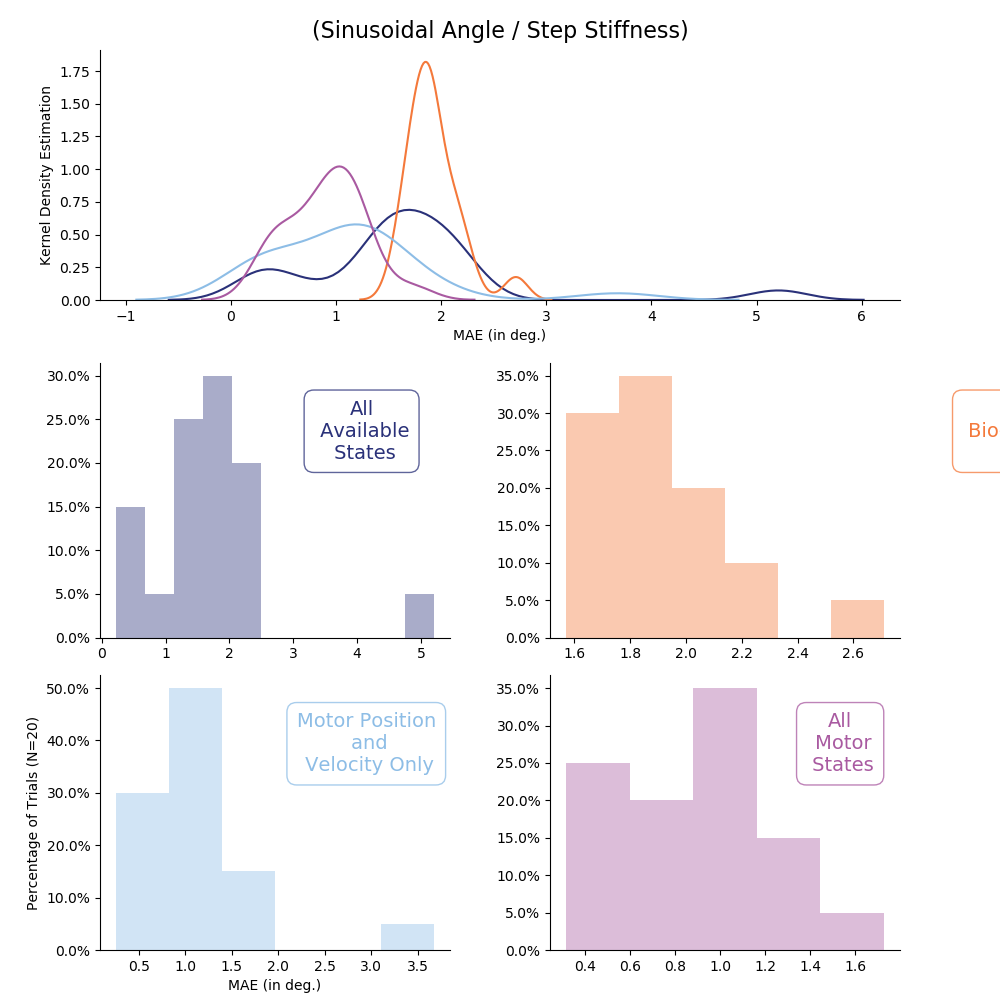 (Sinusoidal Angle / Step Stiffness)
Kernel Density Estimation
1.75
1.50
1.25
1.00
0.75
0.50
0.25
0.00
−1 0 1 2 3 4 5 6
MAE (in deg.)
30.0%
25.0%
20.0%
15.0%
10.0%
5.0%
0.0%
0 1 2 3 4 5
All
Available
States
35.0%
30.0%
25.0%
20.0%
15.0%
10.0%
5.0%
0.0%
1.6 1.8 2.0 2.2 2.4 2.6
Bio
Percentage of Trials (N=20)
50.0%
40.0%
30.0%
20.0%
10.0%
0.0%
0.5 1.0 1.5 2.0 2.5 3.0 3.5
MAE (in deg.)
Motor Position
and
Velocity Only
35.0%
30.0%
25.0%
20.0%
15.0%
10.0%
5.0%
0.0%
0.4 0.6 0.8 1.0 1.2 1.4 1.6
All
Motor
States